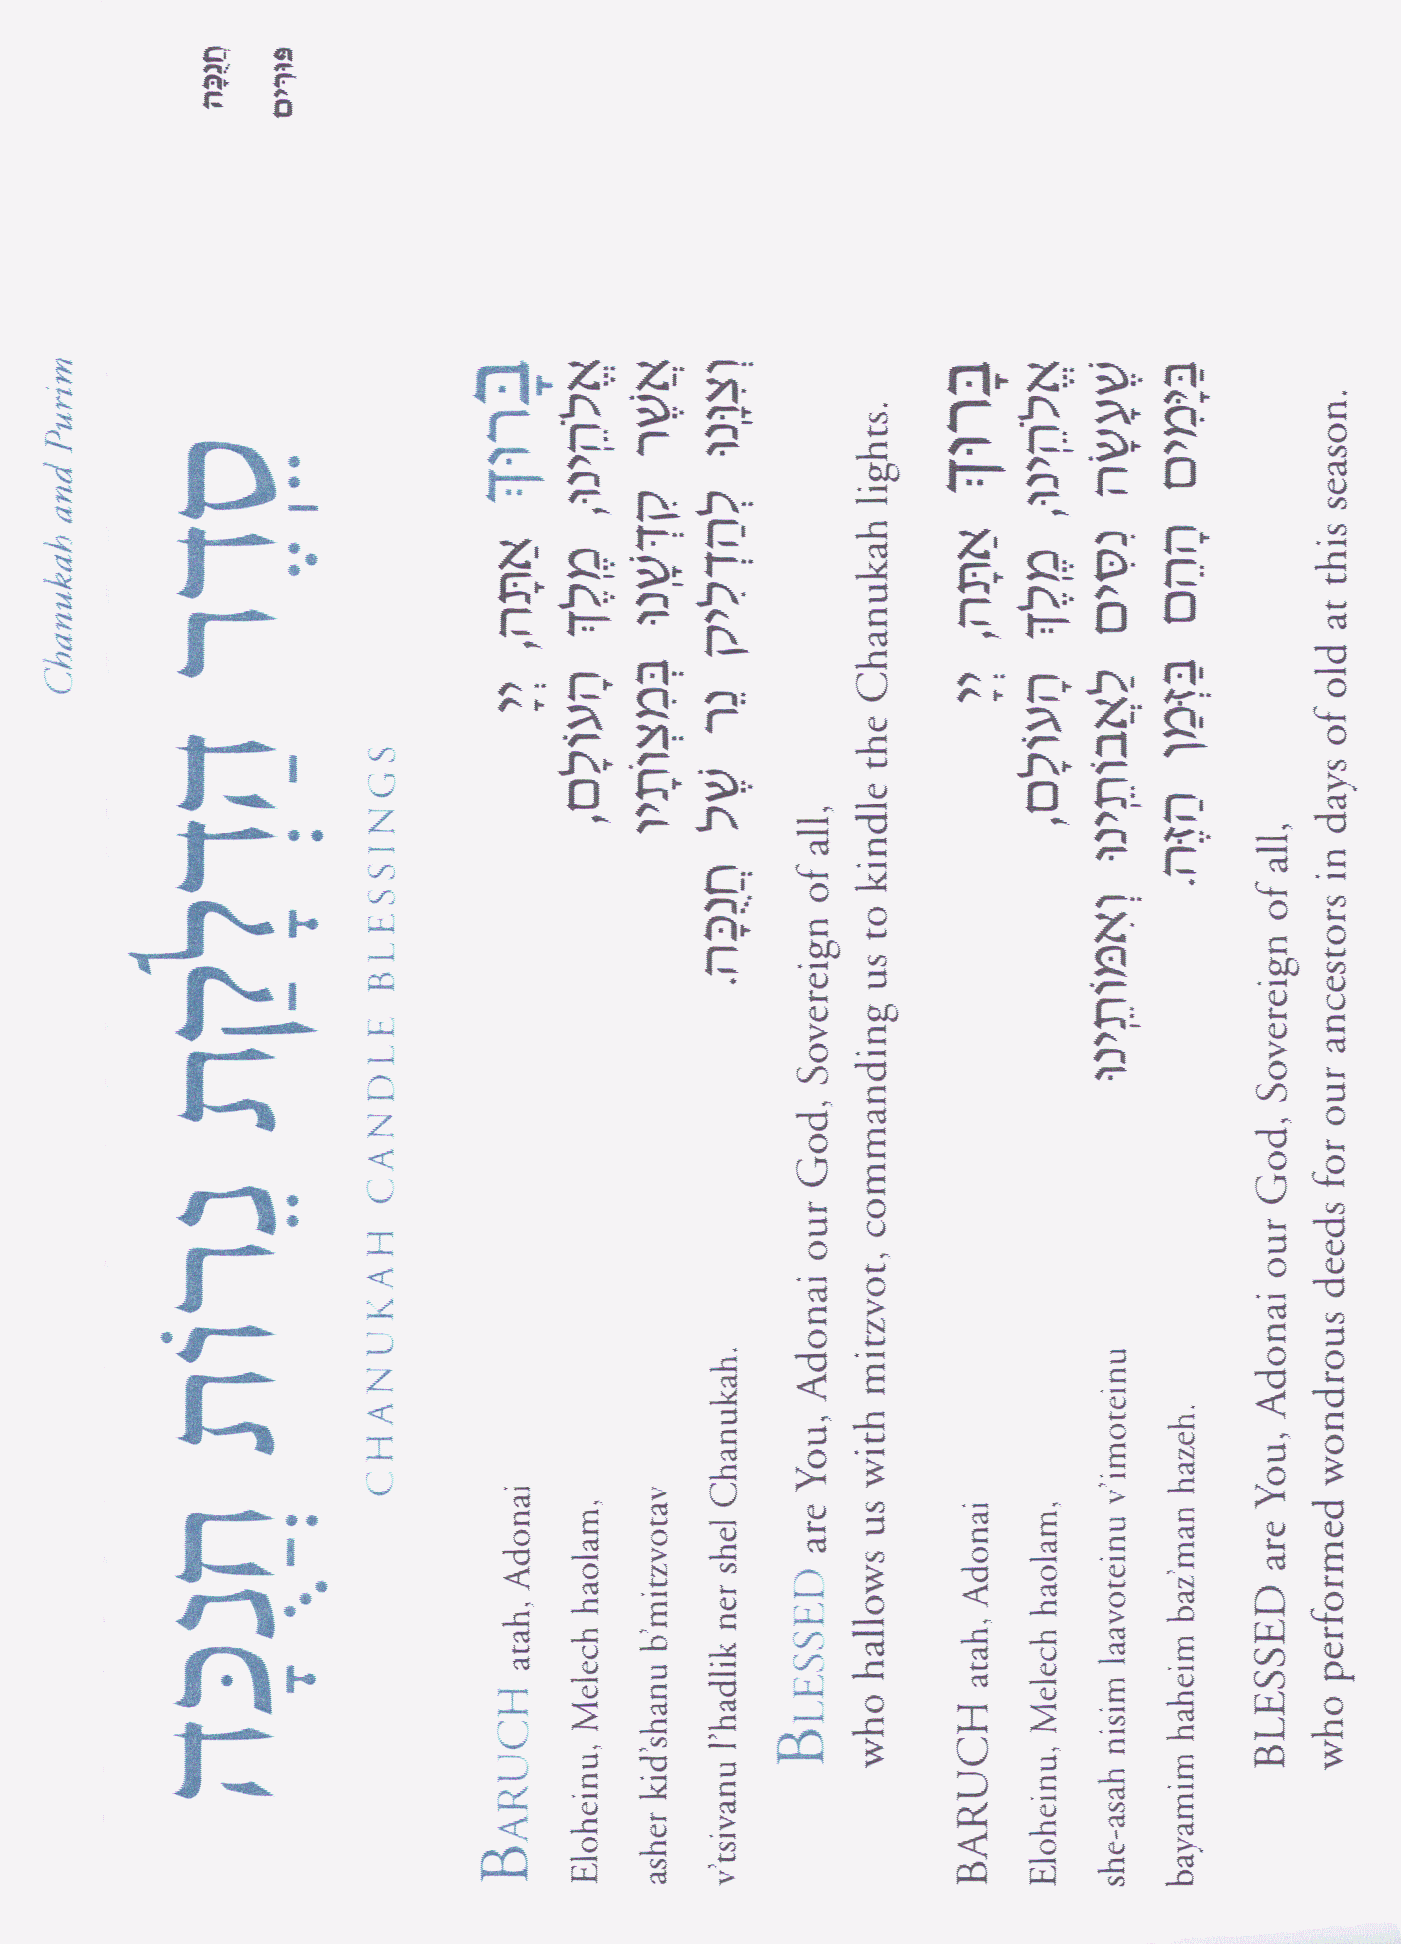 Chanukah and Purim
חֲנֻכָּה
פּוּרִים
סֵֽדֶר הַדְלָקַת נֵרוֹת חֲנֻכָּה
CHANUKAH CANDLE BLESSINGS
בָּרוּךְ אַתָּה, יְיָ
אֱלֹהֵֽינוּ, מֶֽלֶךְ הָעוֹלָם,
אֲשֶׁר קִדְּשָֽׁנוּ בְּמִצְוֹתָיו
וְצִוָּֽנוּ לְהַדְלִיק נֵר שֶׁל חֲנֻכָּה.
BARUCH atah, Adonai
Eloheinu, Melech haolam,
asher kid'shanu b'mitzvotav
v'tsivanu l'hadlik ner shel Chanukah.
BLESSED are You, Adonai our God, Sovereign of all,
who hallows us with mitzvot, commanding us to kindle the Chanukah lights.
בָּרוּךְ אַתָּה, יְיָ
אֱלֹהֵֽינוּ, מֶֽלֶךְ הָעוֹלָם,
שֶׁעָשָׂה נִסִּים לַאֲבוֹתֵֽינוּ וְאִמּוֹתֵֽינוּ
בַּיָּמִים הָהֵם בַּזְּמַן הַזֶּה.
BARUCH atah, Adonai
Eloheinu, Melech haolam,
she-asah nisim laavoteinu v'imoteinu
bayamim haheim baz'man hazeh.
BLESSED are You, Adonai our God, Sovereign of all,
who performed wondrous deeds for our ancestors in days of old at this season.